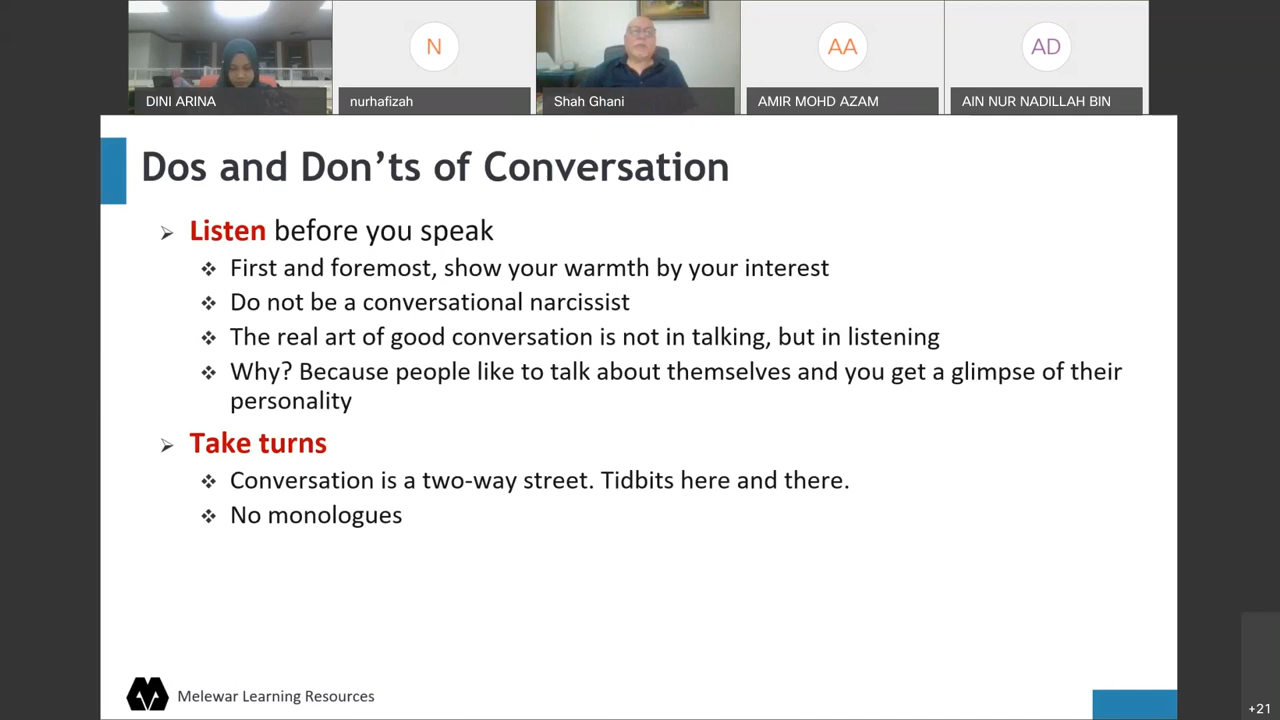 N
AA
AD
DINI ARINA
nurhafizah
Shah Ghani
AMIR MOHD AZAM
AIN NUR NADILLAH BIN
Dos and Don’ts of Conversation
Listen before you speak
First and foremost, show your warmth by your interest
Do not be a conversational narcissist
The real art of good conversation is not in talking, but in listening
Why? Because people like to talk about themselves and you get a glimpse of their
personality
Take turns
Conversation is a two-way street. Tidbits here and there.
No monologues
Melewar Learning Resources
+21